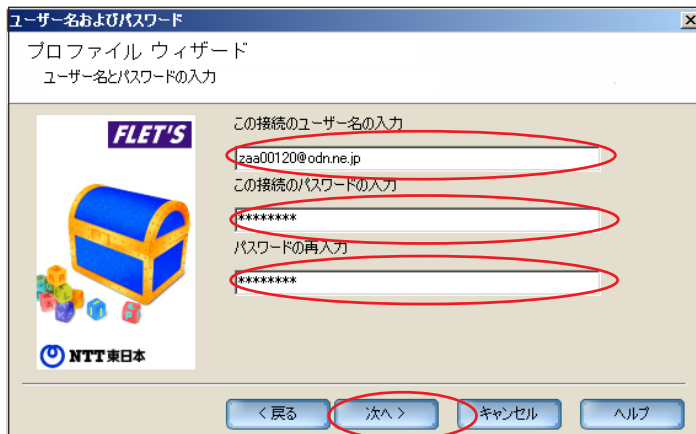 ユーザー名およびパスワード
プロファイル ウィザード
ユーザー名とパスワードの入力
FLET'S
この接続のユーザー名の入力
zaa00120@odn.ne.jp
この接続のパスワードの入力
********
パスワードの再入力
********
NTT東日本
< 戻る
次へ >
キャンセル
ヘルプ